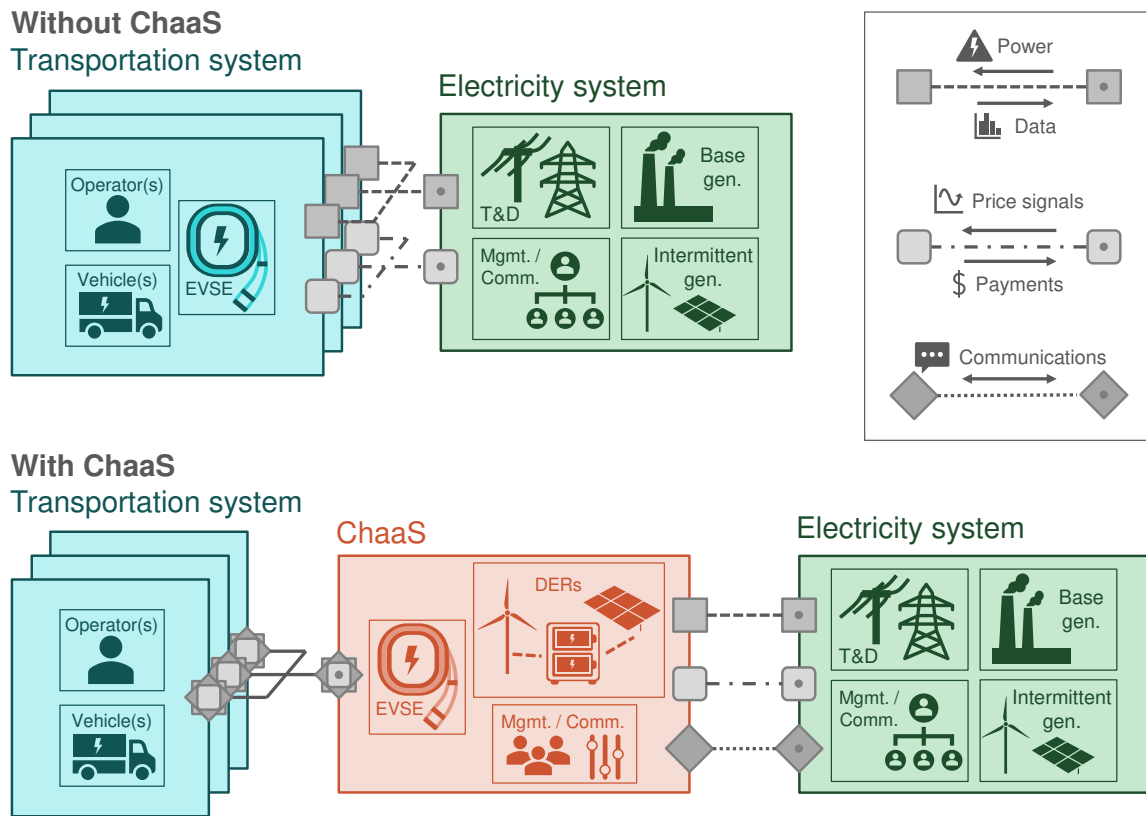 Without ChaaS
Transportation system
Operator(s)
Vehicle(s)
EVSE
Electricity system
T&D
Base
gen.
Mgmt. /
Comm.
Intermittent
gen.
Power
Data
Price signals
$ Payments
Communications
With ChaaS
Transportation system
Operator(s)
Vehicle(s)
ChaaS
EVSE
DERs
Mgmt. / Comm.
Electricity system
T&D
Base
gen.
Mgmt. /
Comm.
Intermittent
gen.